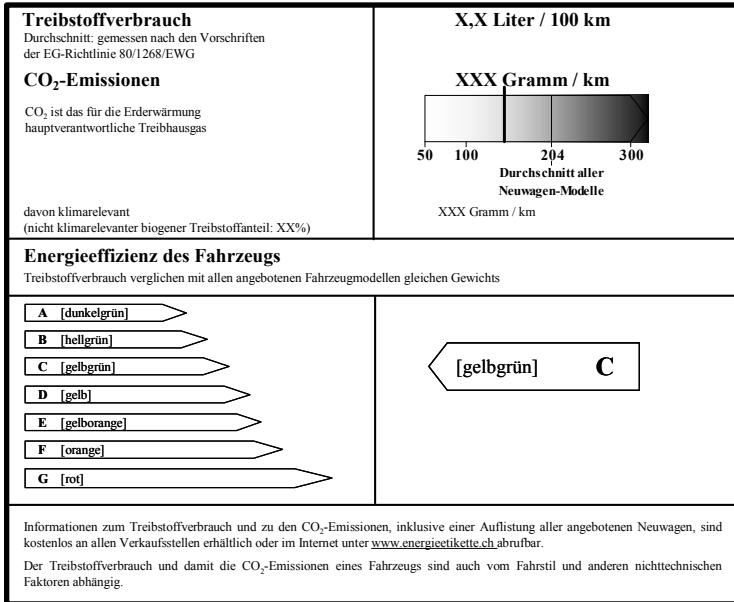 Treibstoffverbrauch
Durchschnitt: gemessen nach den Vorschriften
der EG-Richtlinie 80/1268/EWG
X,X Liter / 100 km
CO₂-Emissionen
CO₂ ist das für die Erderwärmung
hauptverantwortliche Treibhausgas
XXX Gramm / km
50 100 204 300
Durchschnitt aller
Neuwagen-Modelle
davon klimarelevant
(nicht klimarelevanter biogener Treibstoffanteil: XX%)
XXX Gramm / km
Energieeffizienz des Fahrzeugs
Treibstoffverbrauch verglichen mit allen angebotenen Fahrzeugmodellen gleichen Gewichts
A [dunkelgrün]
B [hellgrün]
C [gelbgrün]
D [gelb]
E [gelborange]
F [orange]
G [rot]
[gelbgrün] C
Informationen zum Treibstoffverbrauch und zu den CO₂-Emissionen, inklusive einer Auflistung aller angebotenen Neuwagen, sind
kostenlos an allen Verkaufsstellen erhältlich oder im Internet unter www.energieetikette.ch abrufbar.
Der Treibstoffverbrauch und damit die CO₂-Emissionen eines Fahrzeugs sind auch vom Fahrstil und anderen nichttechnischen
Faktoren abhängig.